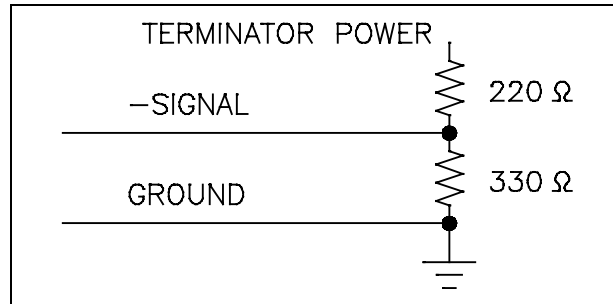 TERMINATOR POWER
220 Ω
–SIGNAL
330 Ω
GROUND